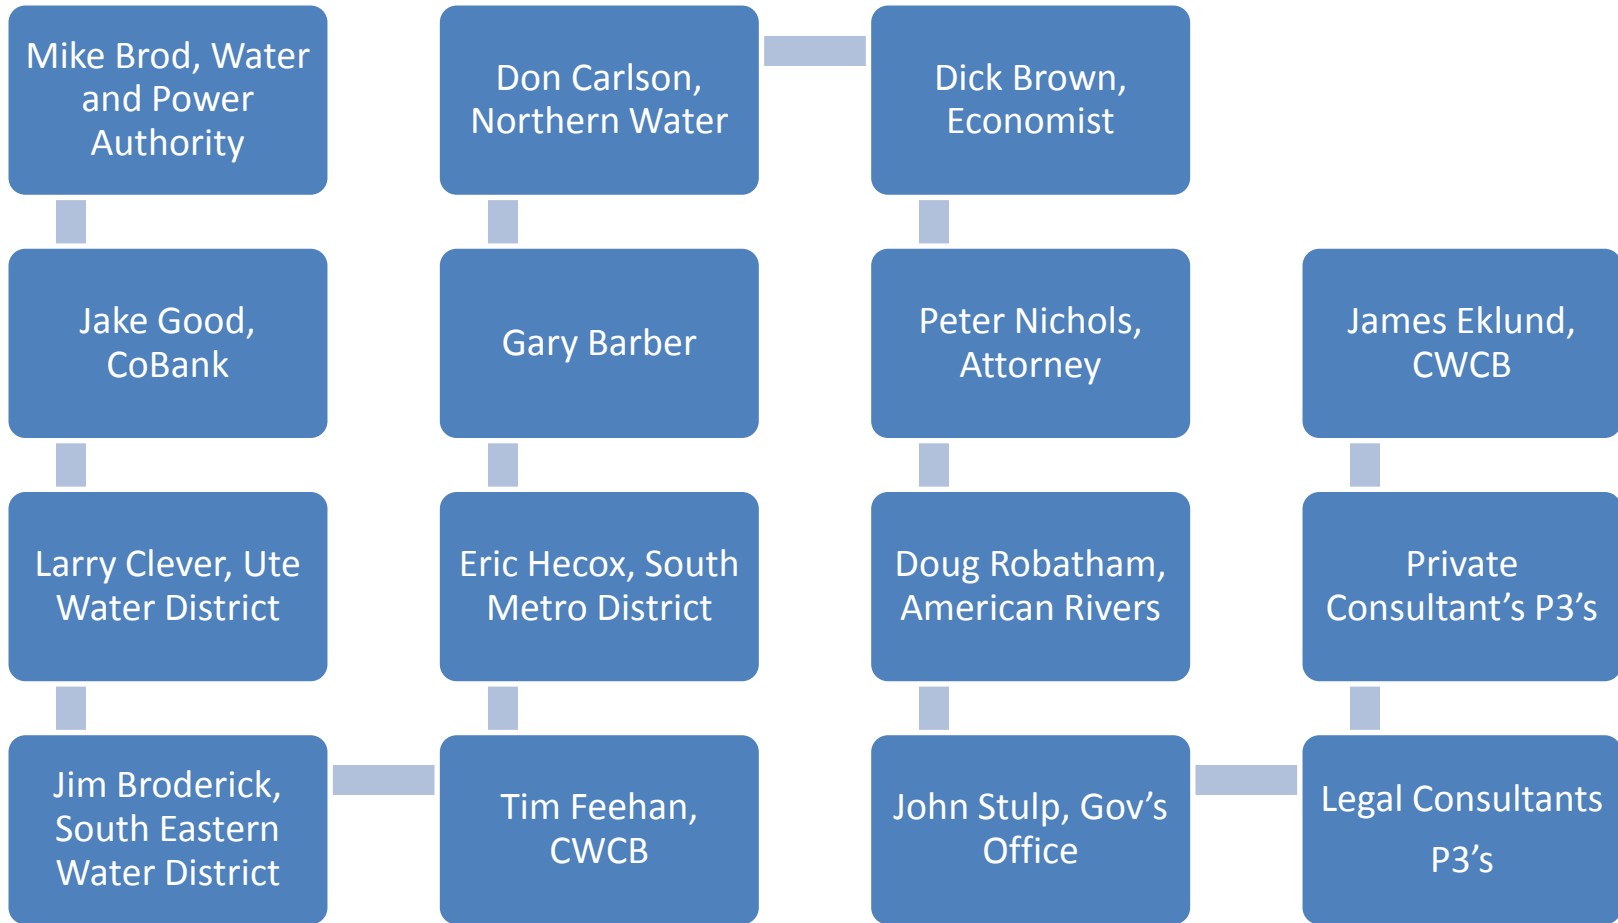 Mike Brod, Water
and Power
Authority
Jake Good,
CoBank
Larry Clever, Ute
Water District
Jim Broderick,
South Eastern
Water District
Tim Feehan,
CWCB
Eric Hecox, South
Metro District
Gary Barber
Don Carlson,
Northern Water
Dick Brown,
Economist
Peter Nichols,
Attorney
Doug Robatham,
American Rivers
John Stulp, Gov’s
Office
Legal Consultants
P3’s
Private
Consultant’s P3’s
James Eklund,
CWCB